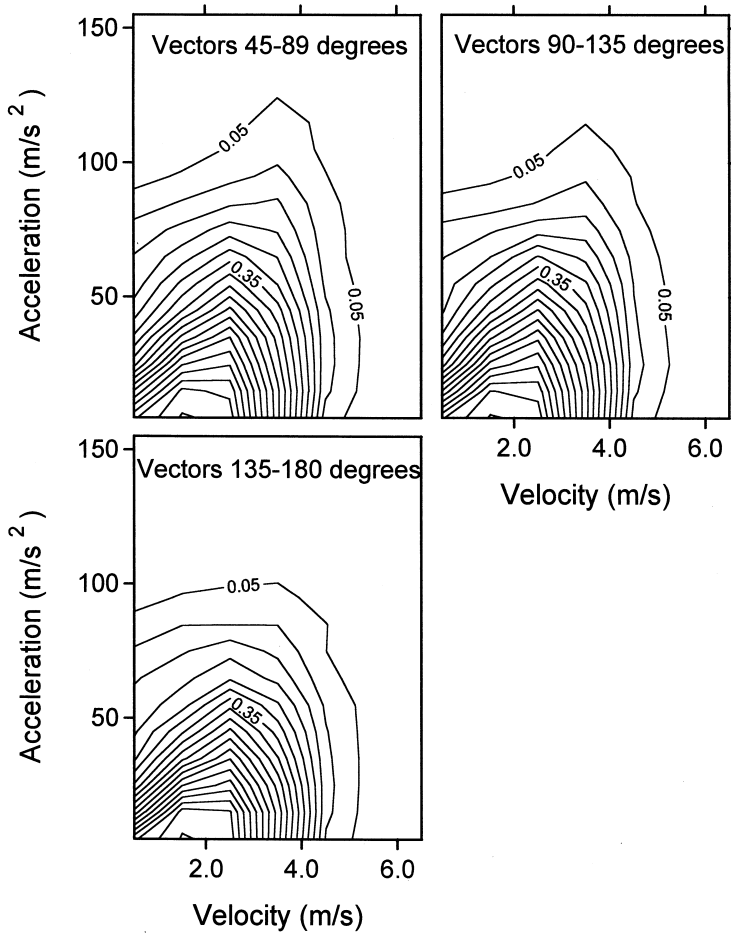 150
100
50
Acceleration (m/s 2 )
Vectors 45-89 degrees
0.05
0.35
0.05
Vectors 90-135 degrees
0.05
0.35
0.05
2.0 4.0 6.0
Velocity (m/s)
150
100
50
Acceleration (m/s 2 )
Vectors 135-180 degrees
0.05
0.35
2.0 4.0 6.0
Velocity (m/s)